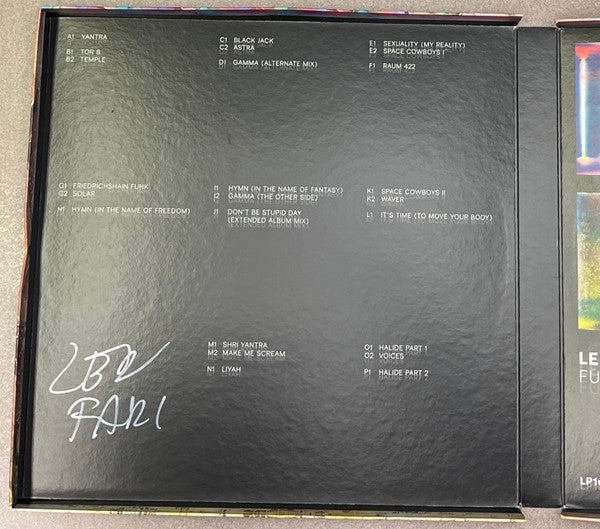 A1 YANTRA
B1 TOR 8
B2 TEMPLE
C1 BLACK JACK
C2 ASTRA
D1 GAMMA (ALTERNATE MIX)
E1 SEXUALITY (MY REALITY)
E2 SPACE COWBOYS I
F1 RAUM 422
G1 FRIEDRICHSHAIN FUNK
G2 SOLAR
H1 HYMN (IN THE NAME OF FREEDOM)
I1 HYMN (IN THE NAME OF FANTASY)
I2 GAMMA (THE OTHER SIDE)
J1 DON'T BE STUPID DAY
(EXTENDED ALBUM MIX)
K1 SPACE COWBOYS II
K2 WAVER
L1 IT'S TIME (TO MOVE YOUR BODY)
M1 SHRI YANTRA
M2 MAKE ME SCREAM
N1 LIYAH
O1 HALIDE PART 1
O2 VOICES
P1 HALIDE PART 2
FARI
LE
FU